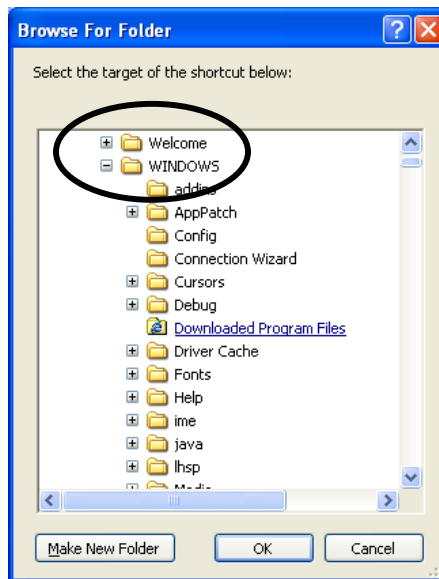 Browse For Folder
Select the target of the shortcut below:
Welcome
WINDOWS
addins
AppPatch
Config
Connection Wizard
Cursors
Debug
Downloaded Program Files
Driver Cache
Fonts
Help
ime
java
lhsp
Media
Make New Folder
OK
Cancel